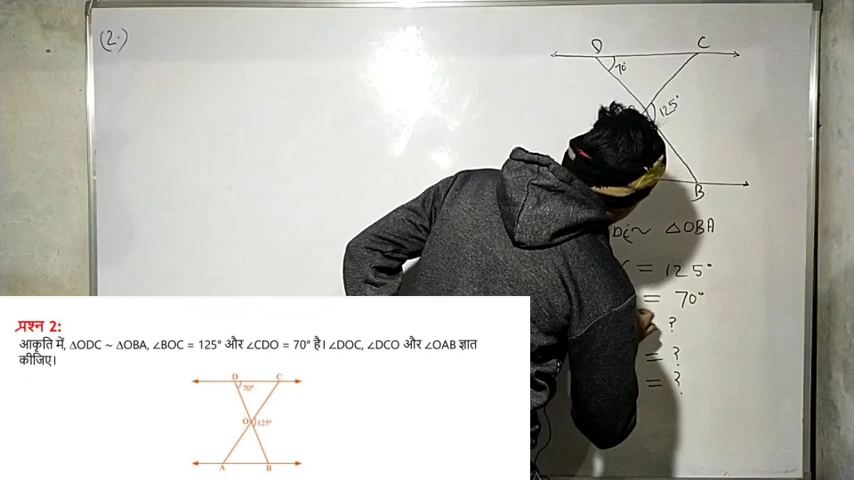 (2.)
D C
70°
125°
B
~ △OBA
= 125°
= 70°
?
= ?
= ?
प्रश्न 2:
आकृति में, ΔODC ~ ΔOBA, ∠BOC = 125° और ∠CDO = 70° है। ∠DOC, ∠DCO और ∠OAB ज्ञात
कीजिए।
D C
70°
O 125°
A B